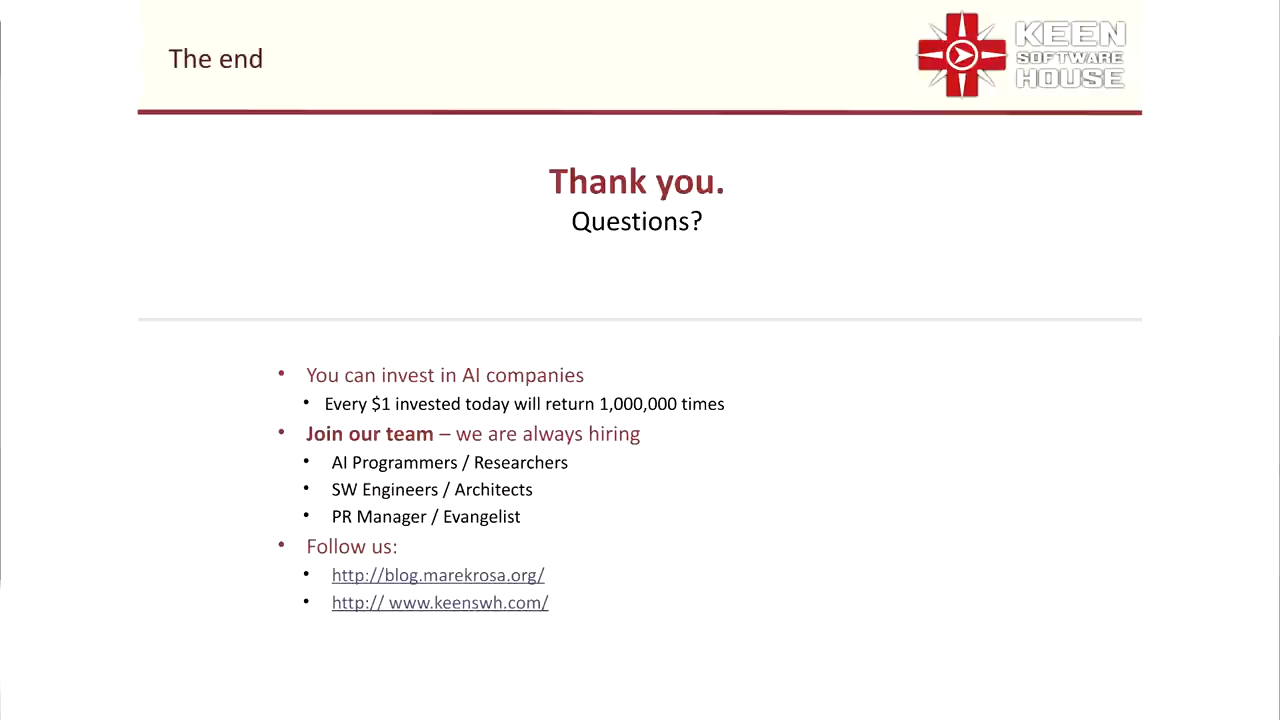 The end
KEEN
SOFTWARE
HOUSE
Thank you.
Questions?
• You can invest in AI companies
• Every $1 invested today will return 1,000,000 times
• Join our team – we are always hiring
• AI Programmers / Researchers
• SW Engineers / Architects
• PR Manager / Evangelist
• Follow us:
• http://blog.marekrosa.org/
• http:// www.keenswh.com/